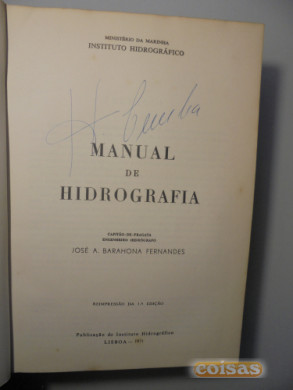 MINISTÉRIO DA MARINHA
INSTITUTO HIDROGRÁFICO
MANUAL
DE
HIDROGRAFIA
CAPITÃO-DE-FRAGATA
ENGENHEIRO HIDRÓGRAFO
JOSÉ A. BARAHONA FERNANDES
REIMPRESSÃO DA 1.ª EDIÇÃO
Publicação do Instituto Hidrográfico
LISBOA
coisas